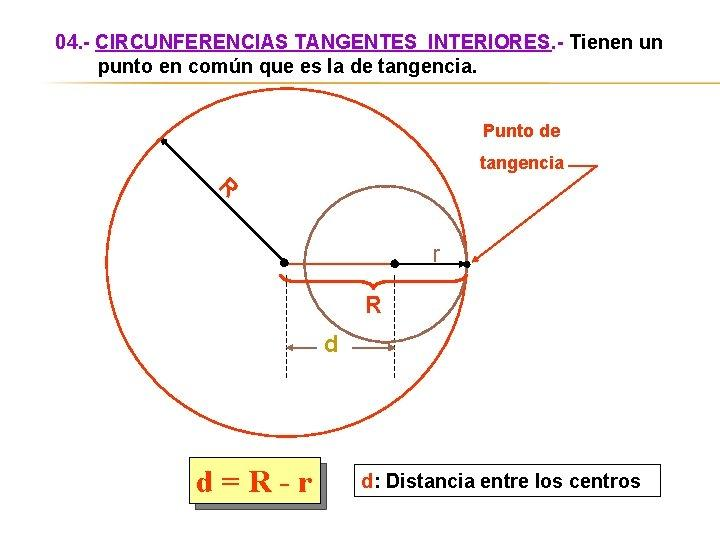 04. - CIRCUNFERENCIAS TANGENTES INTERIORES. - Tienen un
punto en común que es la de tangencia.
Punto de
tangencia
R
r
R
d
d = R - r
d: Distancia entre los centros